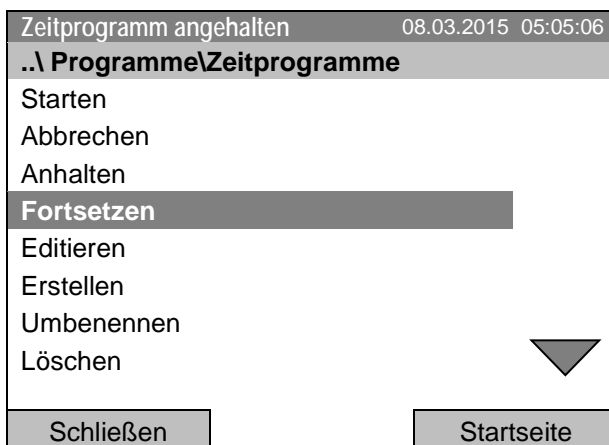 Zeitprogramm angehalten 08.03.2015 05:05:06
..\ Programme\Zeitprogramme
Starten
Abbrechen
Anhalten
Fortsetzen
Editieren
Erstellen
Umbenennen
Löschen
Schließen Startseite